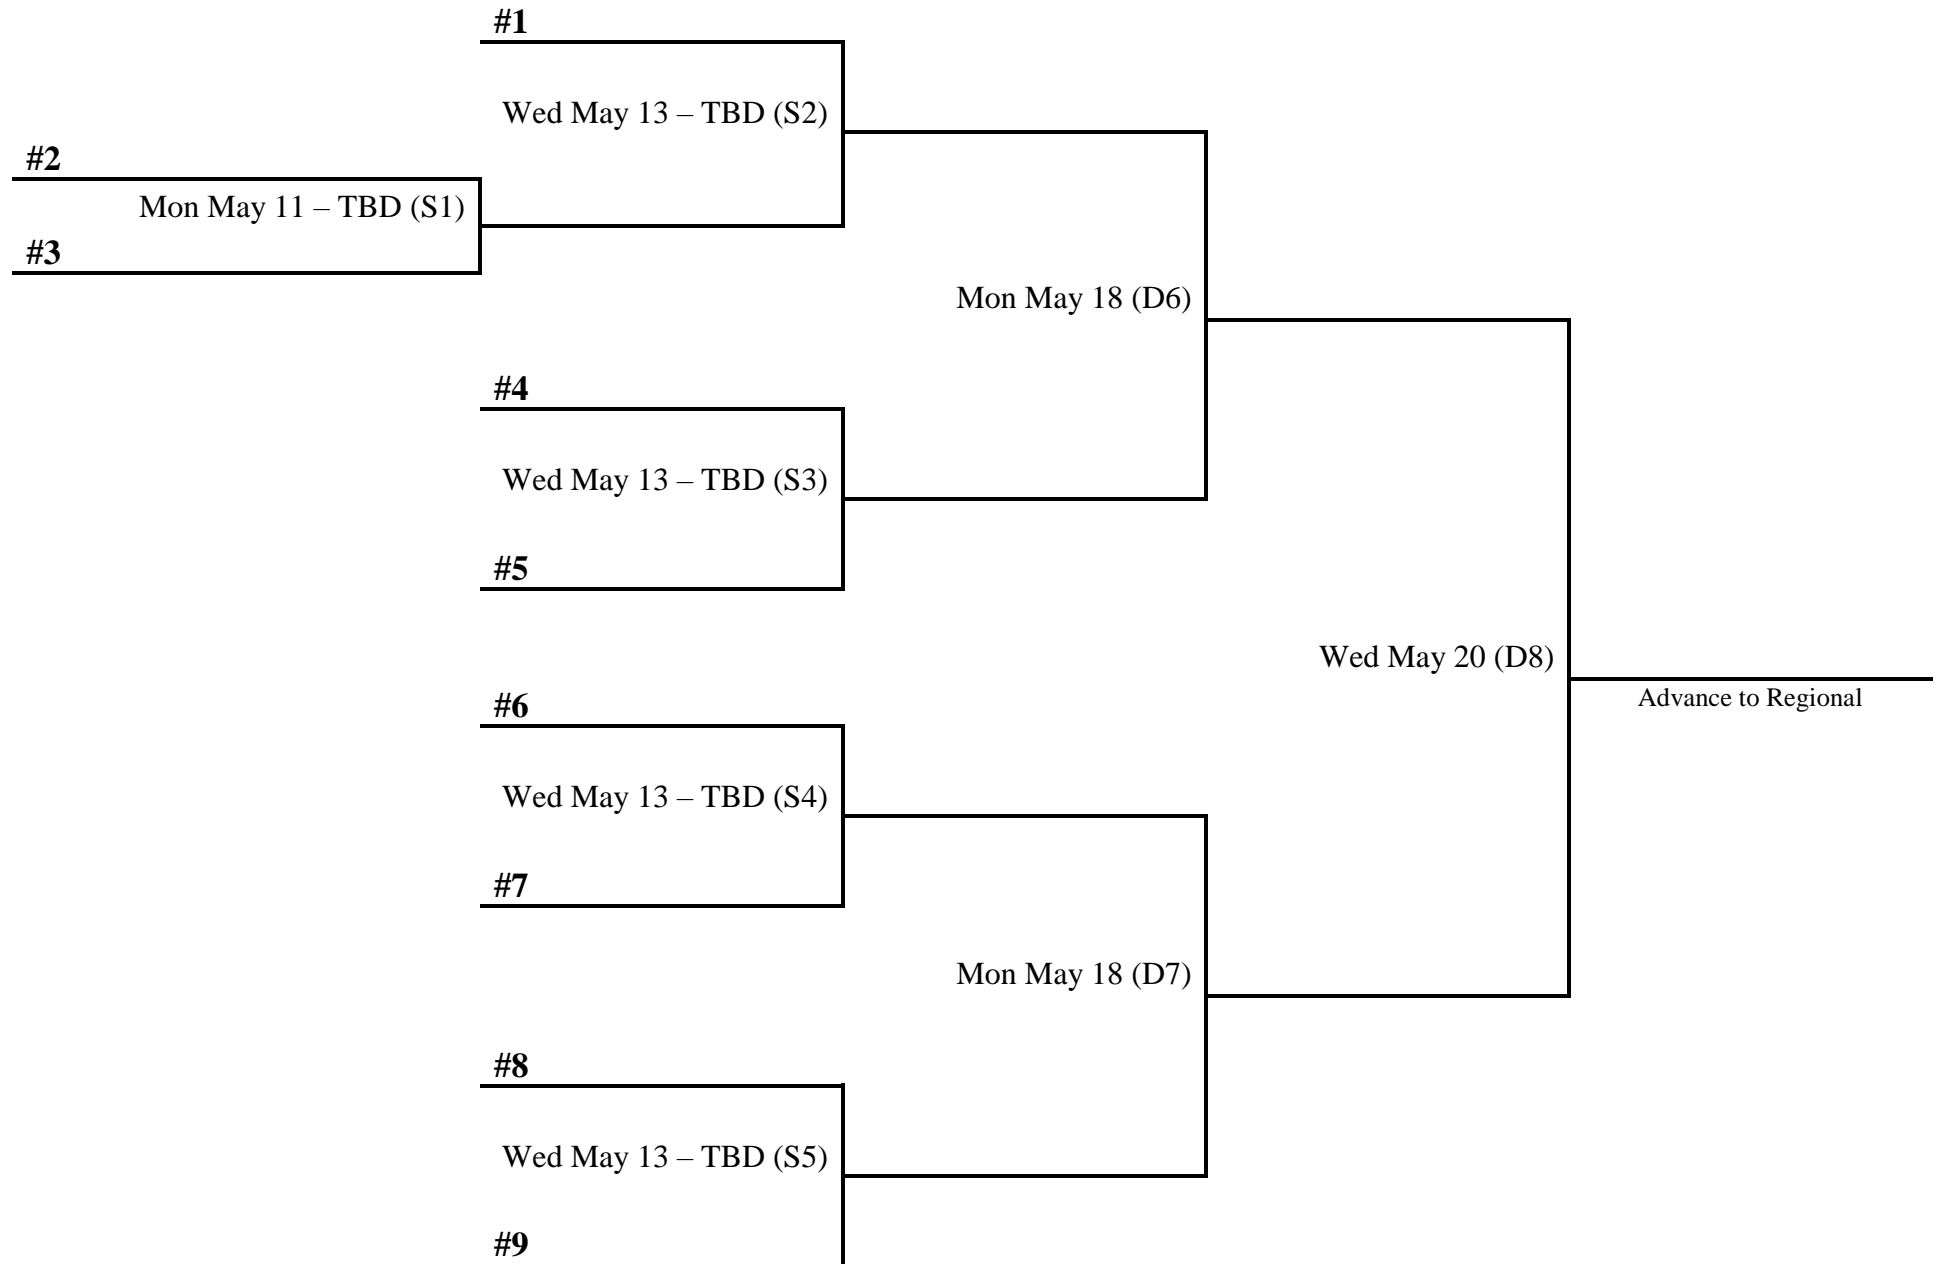 #1
Wed May 13 – TBD (S2)
#2
Mon May 11 – TBD (S1)
#3
Mon May 18 (D6)
#4
Wed May 13 – TBD (S3)
#5
Wed May 20 (D8)
Advance to Regional
#6
Wed May 13 – TBD (S4)
#7
Mon May 18 (D7)
#8
Wed May 13 – TBD (S5)
#9